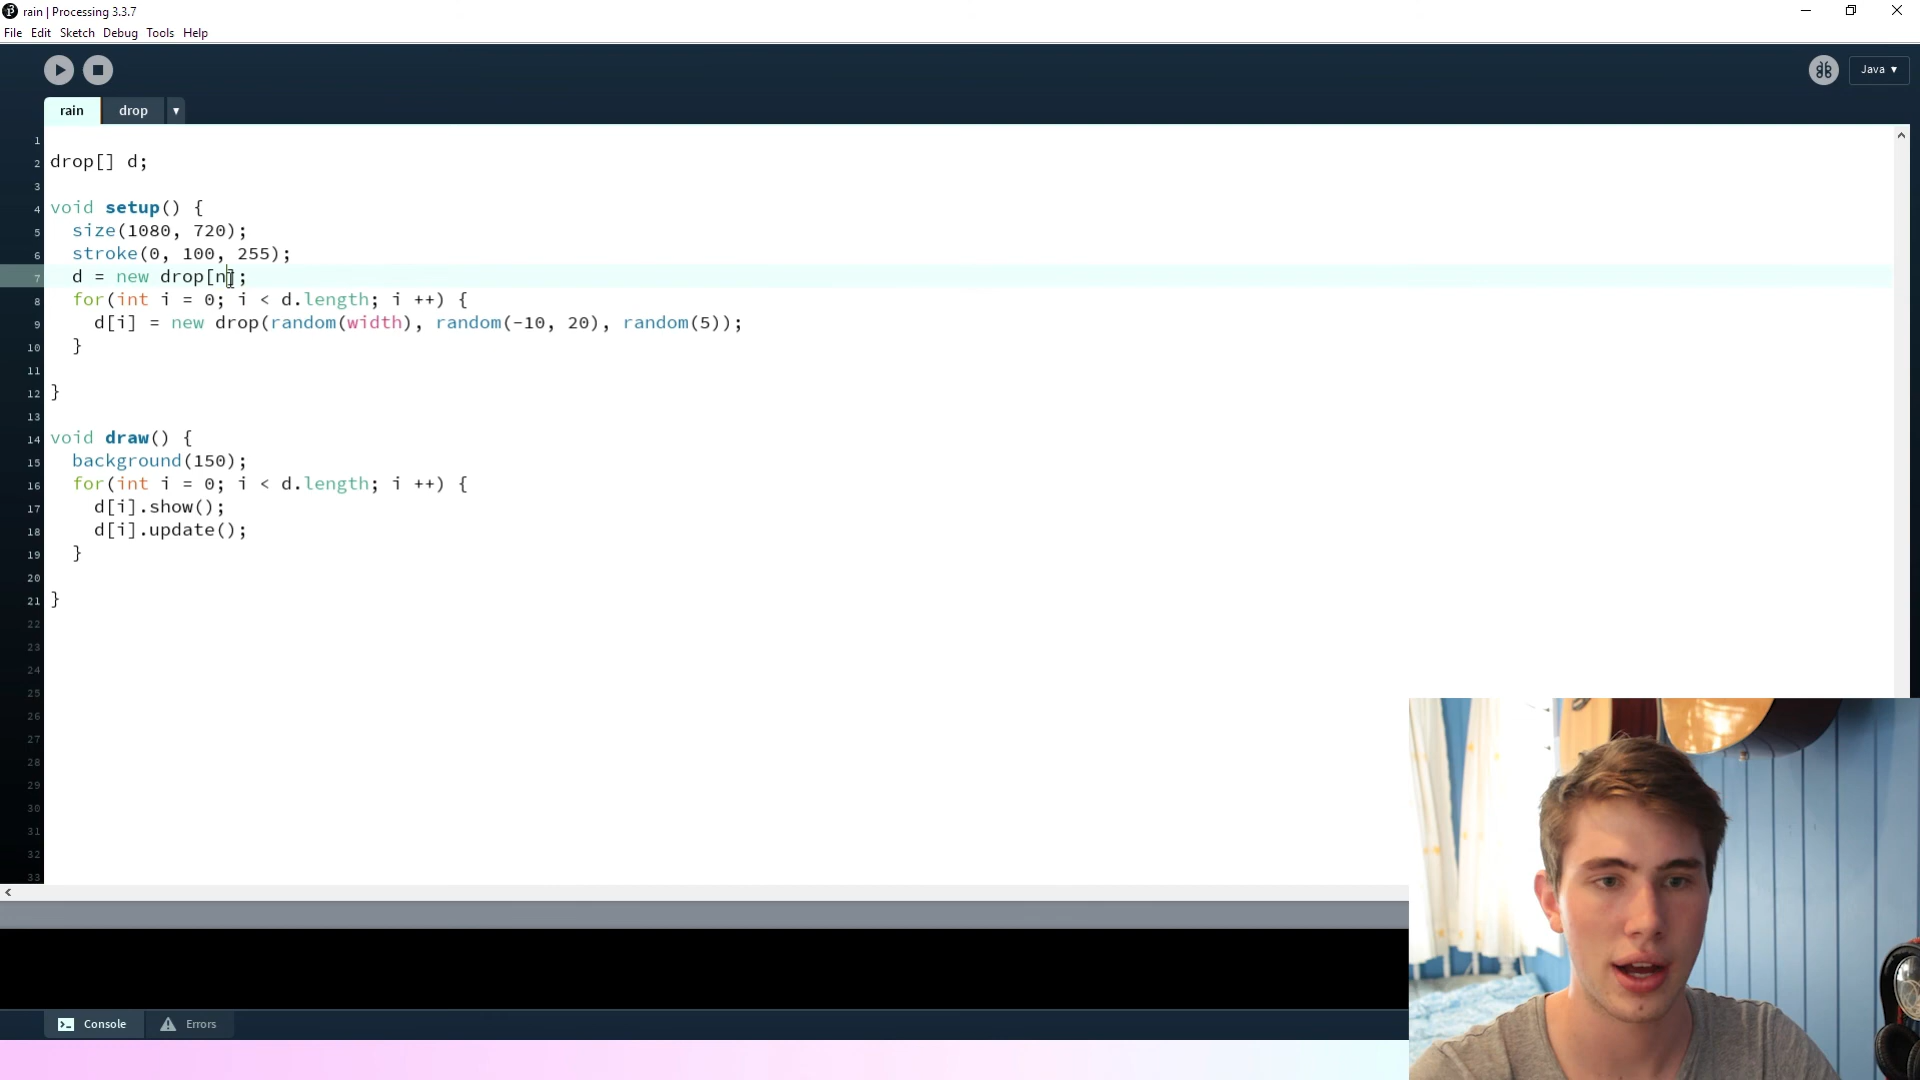 rain | Processing 3.3.7
File Edit Sketch Debug Tools Help
Java ▾
rain drop ▾
1
2 drop[] d;
3
4 void setup() {
5 size(1080, 720);
6 stroke(0, 100, 255);
7 d = new drop[n];
8 for(int i = 0; i < d.length; i ++) {
9 d[i] = new drop(random(width), random(-10, 20), random(5));
10 }
11
12 }
13
14 void draw() {
15 background(150);
16 for(int i = 0; i < d.length; i ++) {
17 d[i].show();
18 d[i].update();
19 }
20
21 }
22
23
24
25
26
27
28
29
30
31
32
33
Console Errors